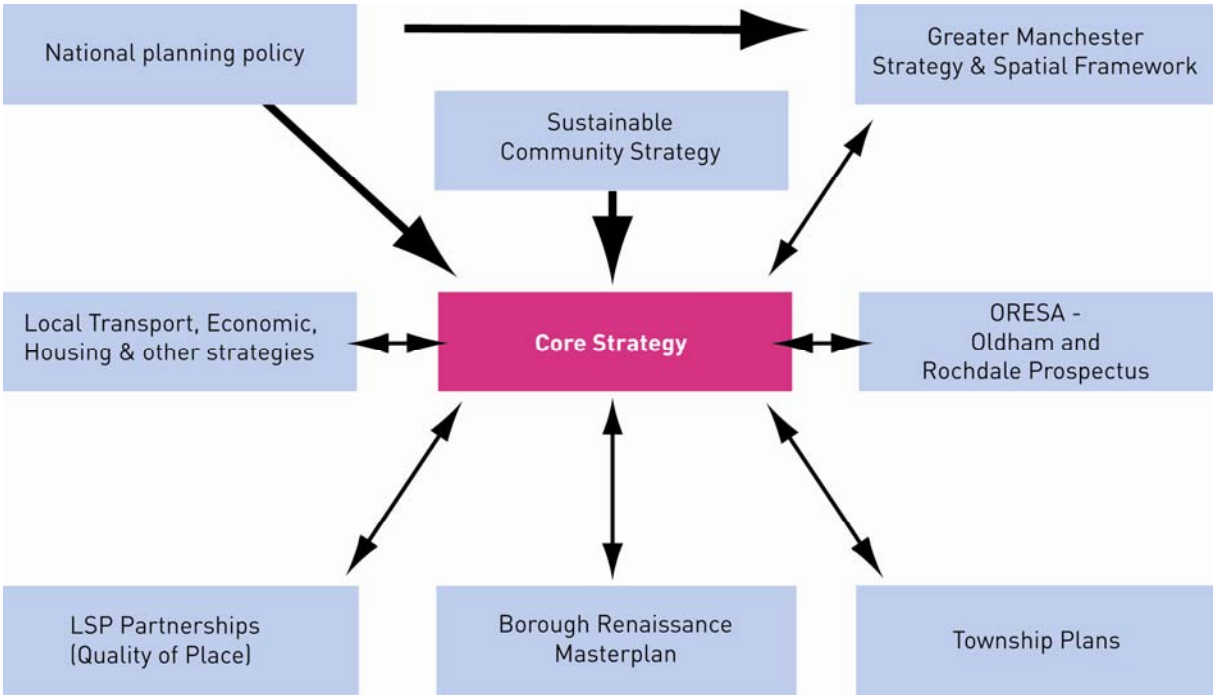 National planning policy
Greater Manchester
Strategy & Spatial Framework
Sustainable
Community Strategy
Local Transport, Economic,
Housing & other strategies
Core Strategy
ORESA -
Oldham and
Rochdale Prospectus
LSP Partnerships
(Quality of Place)
Borough Renaissance
Masterplan
Township Plans